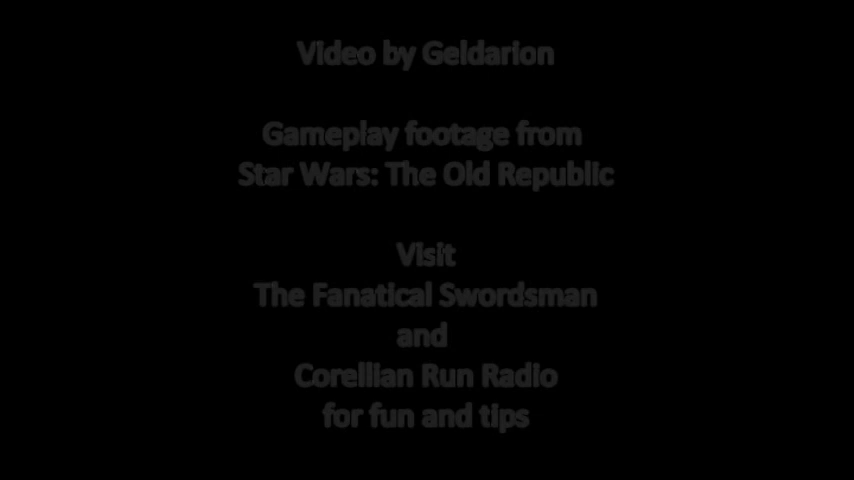 Video by Geldarion
Gameplay footage from
Star Wars: The Old Republic
Visit
The Fanatical Swordsman
and
Corellian Run Radio
for fun and tips